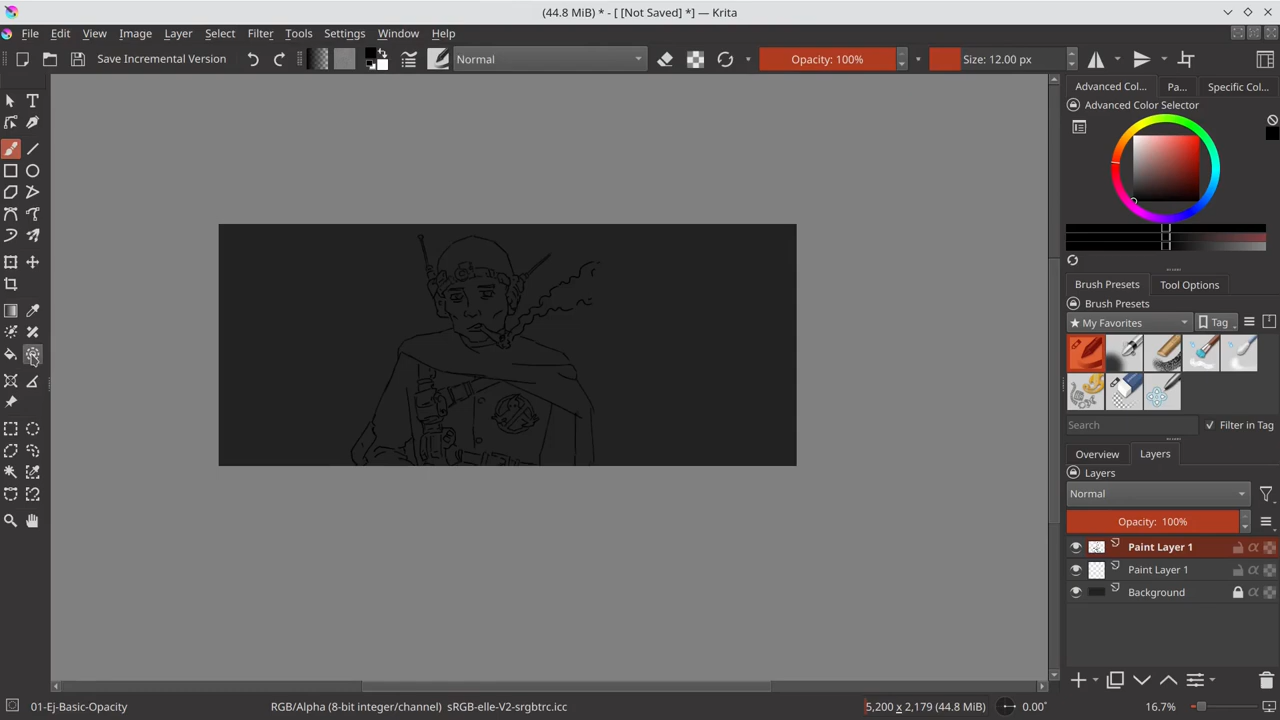 (44.8 MiB) * - [ [Not Saved] *] — Krita
File Edit View Image Layer Select Filter Tools Settings Window Help
Save Incremental Version Normal Opacity: 100% Size: 12.00 px
Advanced Col... Pa... Specific Col...
Advanced Color Selector
Brush Presets Tool Options
Brush Presets
★ My Favorites Tag
Search Filter in Tag
Overview Layers
Layers
Normal
Opacity: 100%
Paint Layer 1
Paint Layer 1
Background
01-Ej-Basic-Opacity RGB/Alpha (8-bit integer/channel) sRGB-elle-V2-srgbtrc.icc 5,200 x 2,179 (44.8 MiB) 0.00° 16.7%